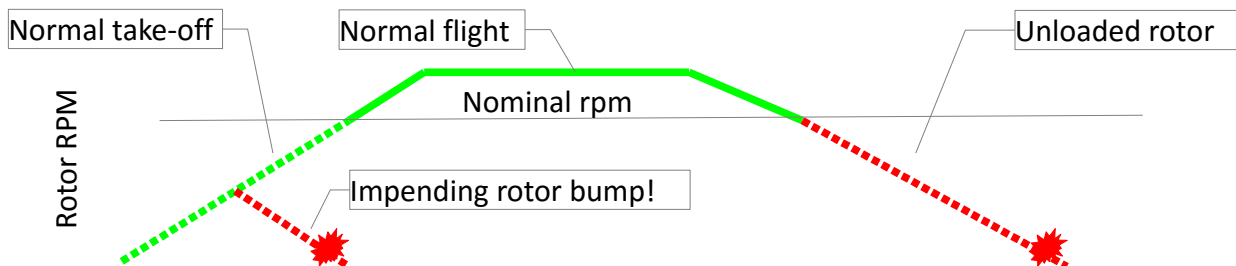 Normal take-off
Normal flight
Unloaded rotor
Nominal rpm
Rotor RPM
Impending rotor bump!